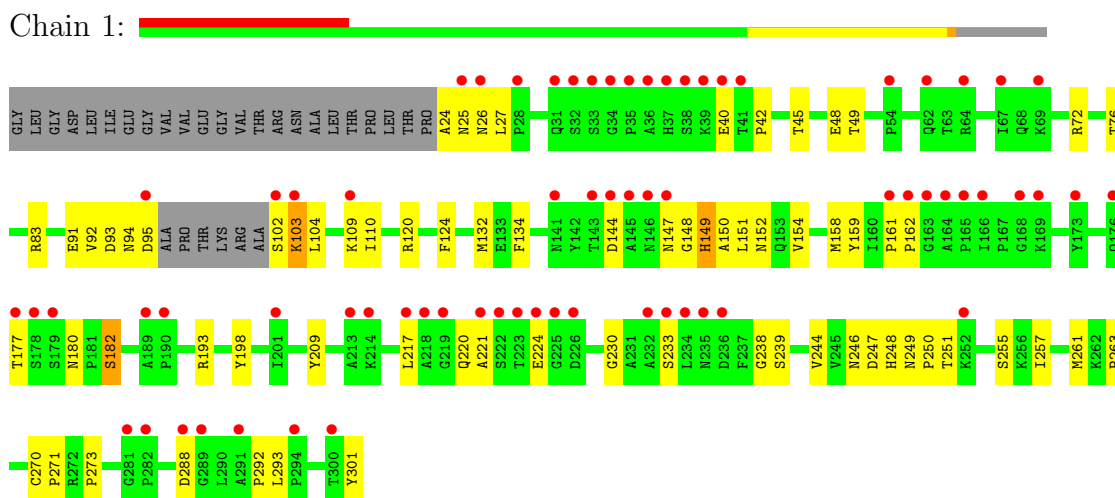 Chain 1:
GLY LEU GLY ASP LEU ILE GLU GLY VAL VAL GLU GLY VAL THR ARG ASN ALA LEU THR PRO LEU THR PRO A24 N25 N26 L27 P28 Q31 S32 S33 G34 P35 A36 H37 S38 K39 E40 T41 P42 T45 E48 T49 P54 Q62 T63 R64 I67 Q68 K69 R72 T76
R83 E91 V92 D93 N94 D95 ALA PRO THR LYS ARG ALA S102 K103 L104 K109 I110 R120 F124 M132 E133 F134 N141 Y142 T143 D144 A145 N146 N147 G148 H149 A150 L151 N152 Q153 V154 M158 Y159 I160 P161 P162 G163 A164 P165 I166 P167 G168 K169 Y173
T177 S178 S179 N180 P181 S182 A189 P190 R193 Y198 I201 Y209 A213 K214 L217 A218 G219 Q220 A221 S222 T223 E224 G225 D226 G230 A231 A232 S233 L234 N235 D236 F237 G238 S239 V244 V245 N246 D247 H248 N249 P250 T251 K252 S255 K256 I257 M261 K262
C270 P271 R272 P273 G281 P282 D288 G289 L290 A291 P292 L293 P294 T300 Y301